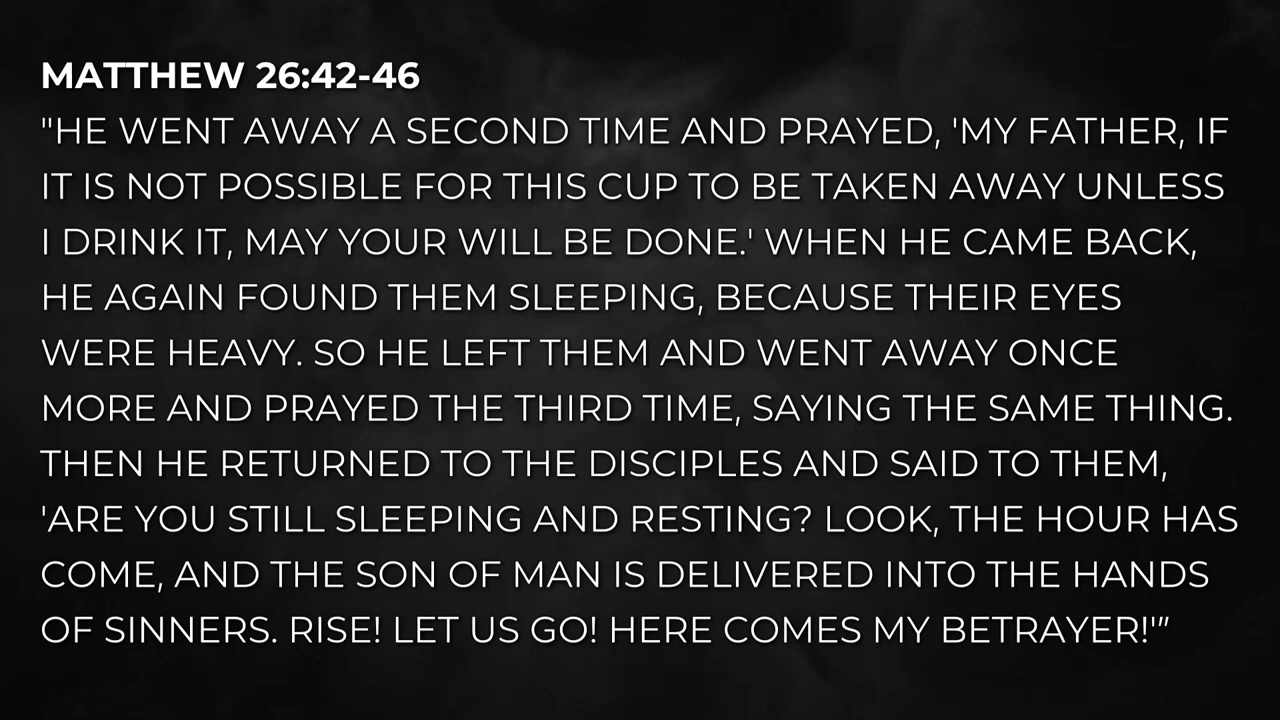 MATTHEW 26:42-46
"HE WENT AWAY A SECOND TIME AND PRAYED, 'MY FATHER, IF
IT IS NOT POSSIBLE FOR THIS CUP TO BE TAKEN AWAY UNLESS
I DRINK IT, MAY YOUR WILL BE DONE.' WHEN HE CAME BACK,
HE AGAIN FOUND THEM SLEEPING, BECAUSE THEIR EYES
WERE HEAVY. SO HE LEFT THEM AND WENT AWAY ONCE
MORE AND PRAYED THE THIRD TIME, SAYING THE SAME THING.
THEN HE RETURNED TO THE DISCIPLES AND SAID TO THEM,
'ARE YOU STILL SLEEPING AND RESTING? LOOK, THE HOUR HAS
COME, AND THE SON OF MAN IS DELIVERED INTO THE HANDS
OF SINNERS. RISE! LET US GO! HERE COMES MY BETRAYER!'”